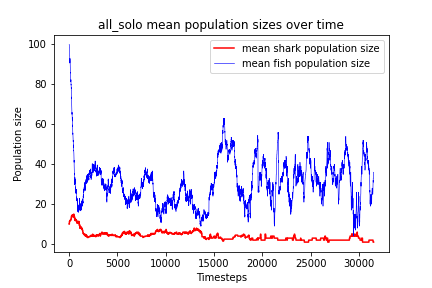 all_solo mean population sizes over time
mean shark population size
mean fish population size
Population size
100
80
60
40
20
0
0
5000
10000
15000
20000
25000
30000
Timesteps